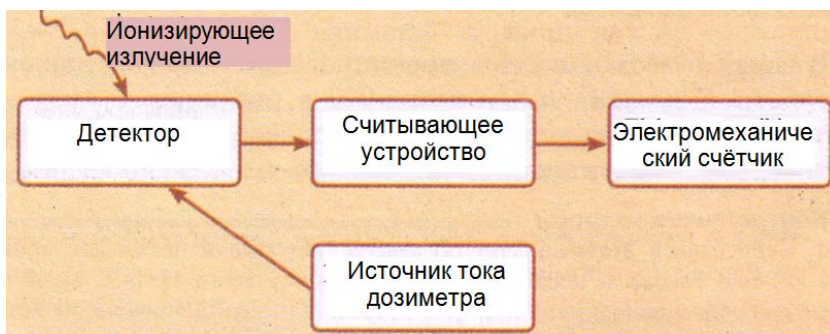 Ионизирующее
излучение
Детектор
Считывающее
устройство
Электромеханиче
ский счётчик
Источник тока
дозиметра